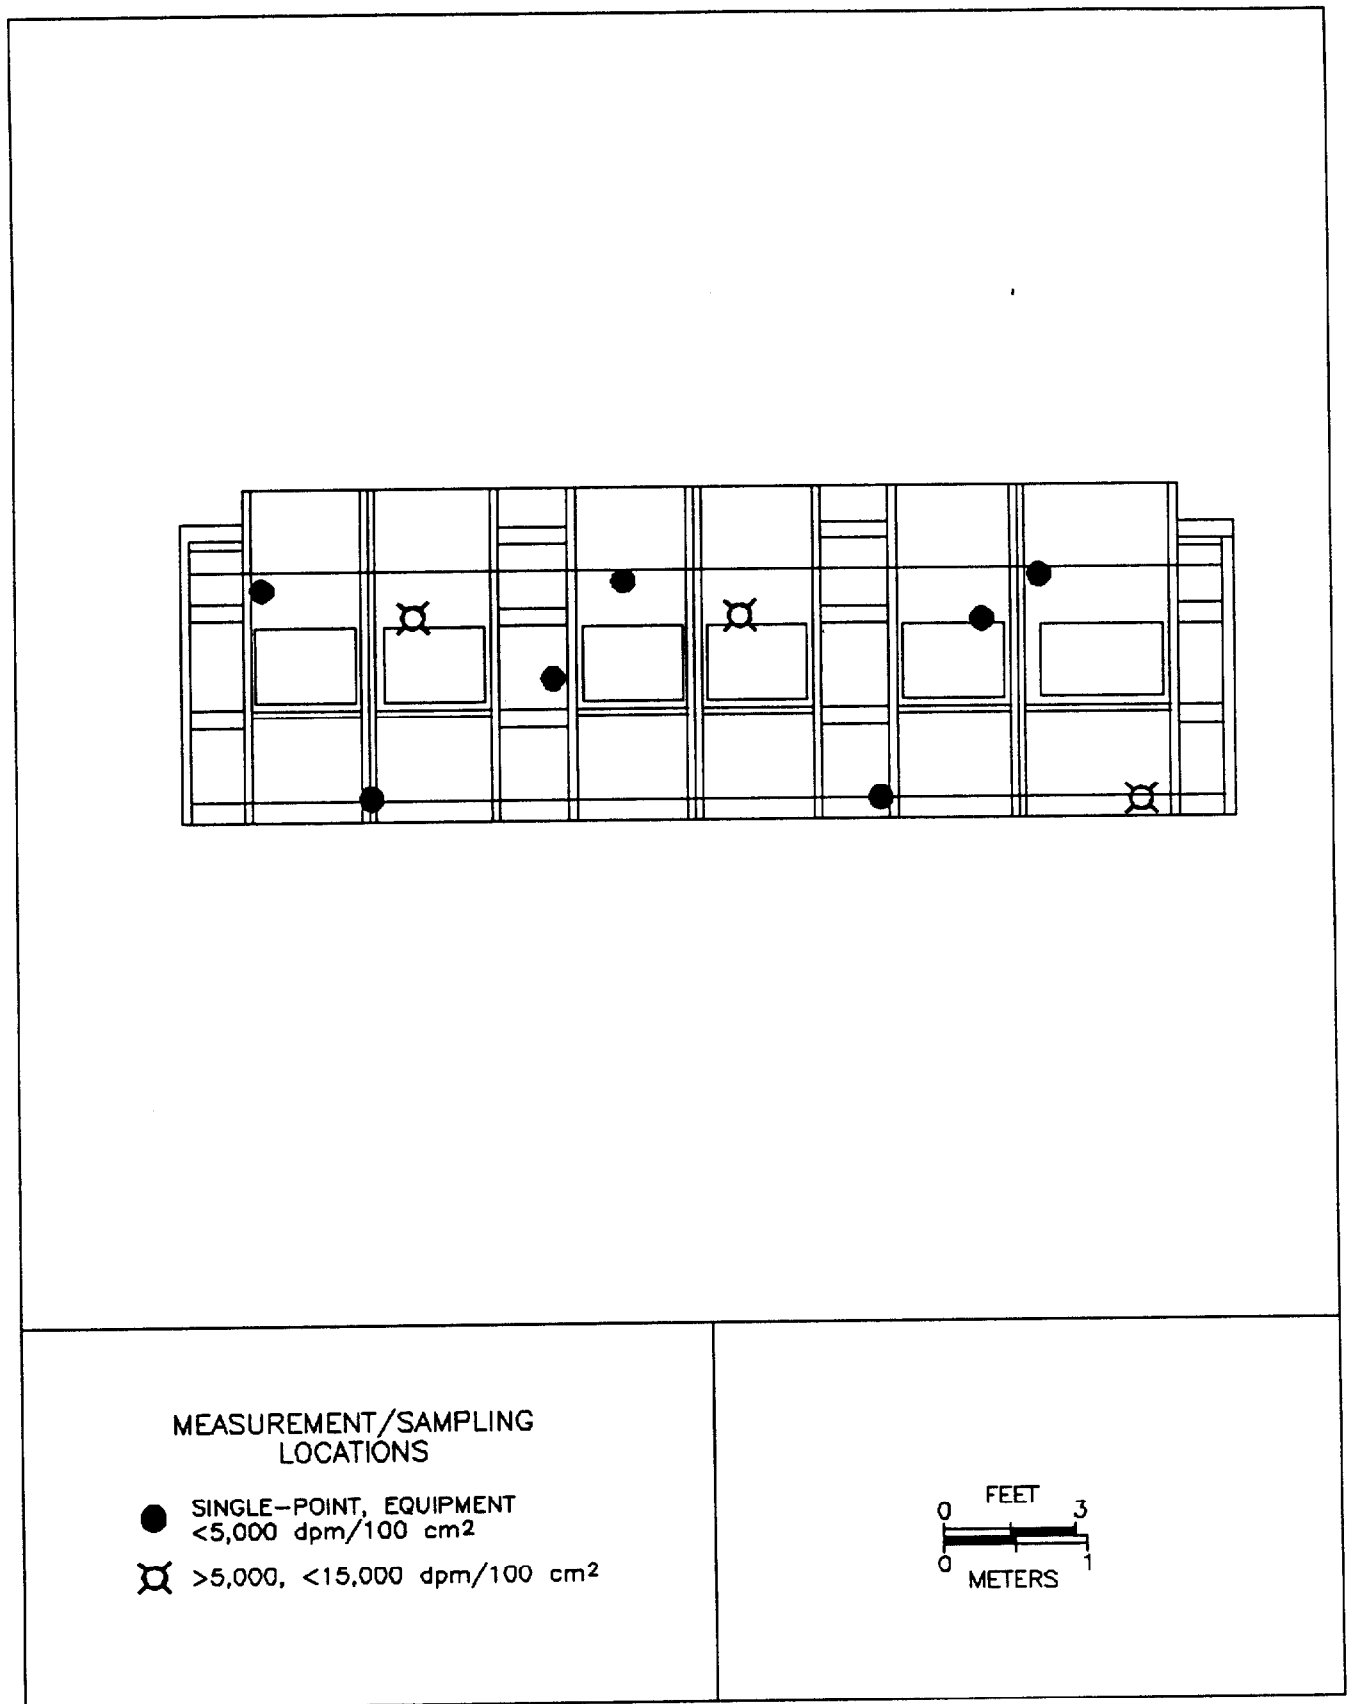 MEASUREMENT/SAMPLING
LOCATIONS
SINGLE-POINT, EQUIPMENT
<5,000 dpm/100 cm²
>5,000, <15,000 dpm/100 cm²
FEET
0 3
0 1
METERS